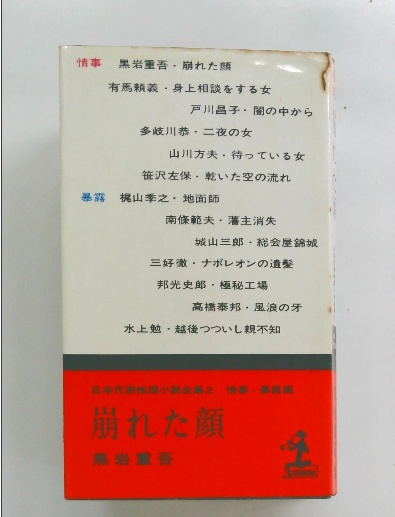 情事 黒岩重吾・崩れた顔
有馬頼義・身上相談をする女
戸川昌子・闇の中から
多岐川恭・二夜の女
山川方夫・待っている女
笹沢左保・乾いた空の流れ
暴露 梶山季之・地面師
南條範夫・藩主消失
城山三郎・総会屋錦城
三好徹・ナポレオンの遺髪
邦光史郎・極秘工場
高橋泰邦・風浪の牙
水上勉・越後つついし親不知
日本代表推理小説全集2 情事・暴露編
崩れた顔
黒岩重吾